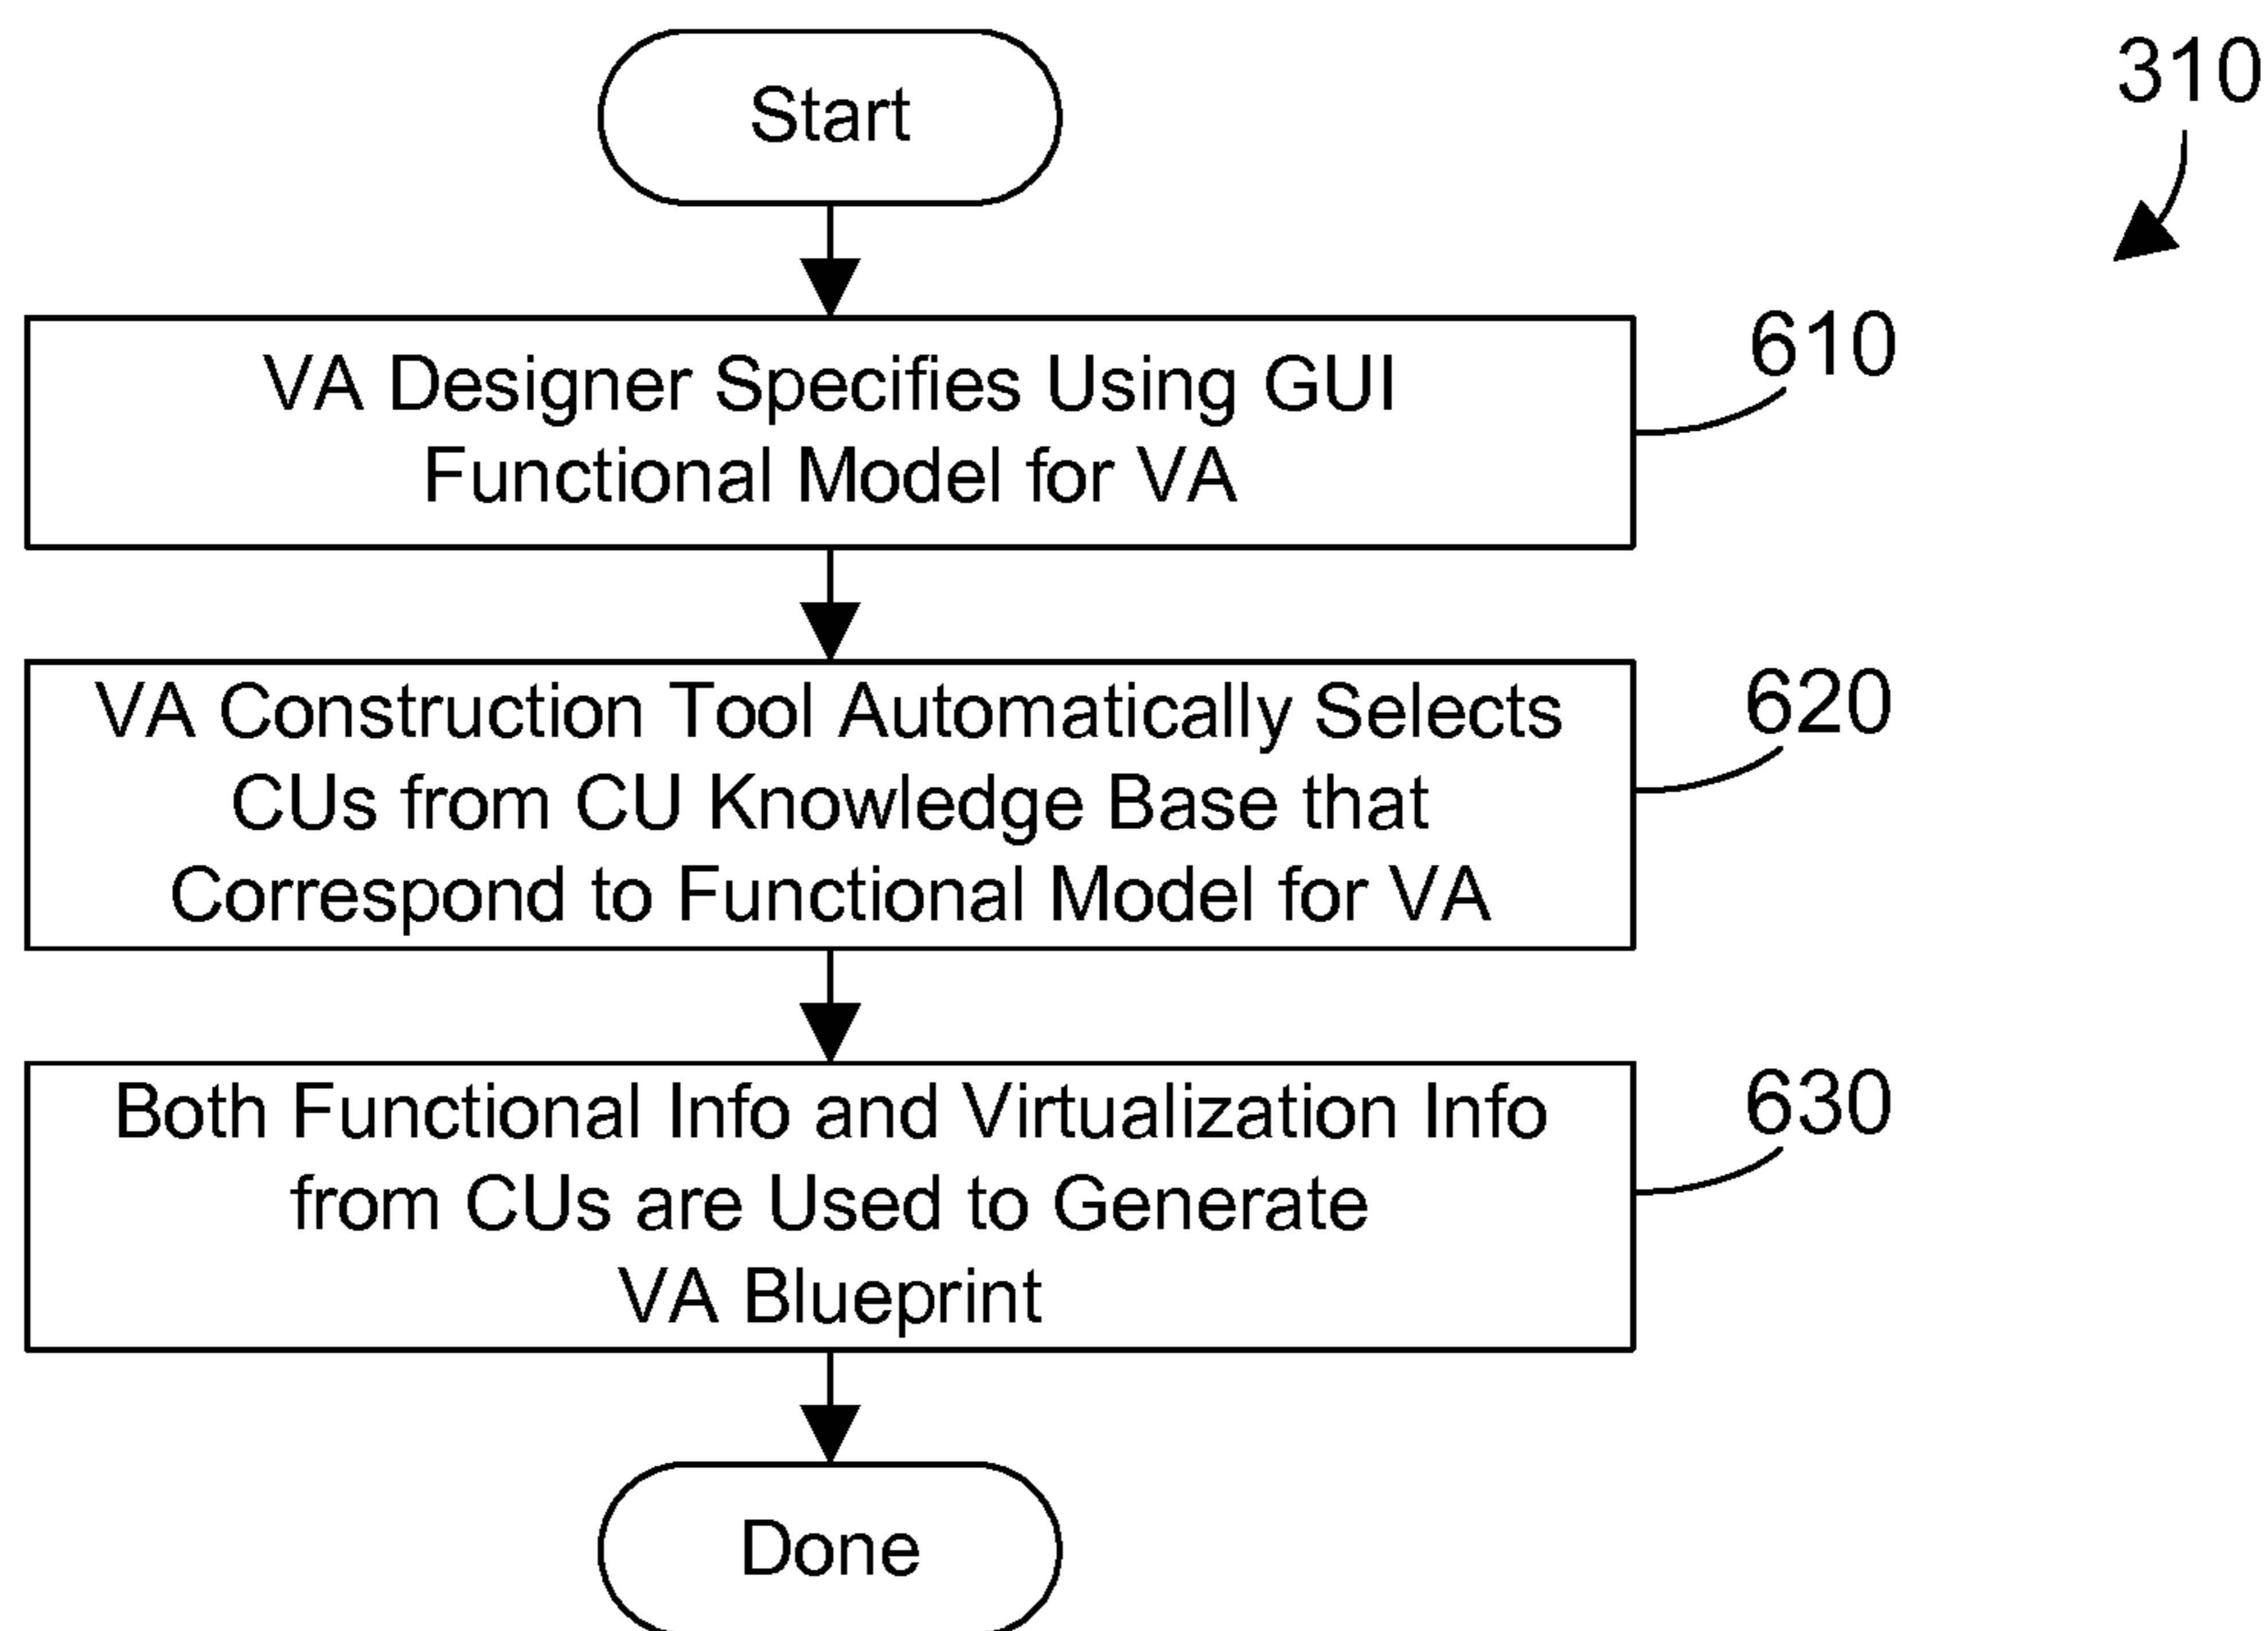 Start
310
VA Designer Specifies Using GUI
Functional Model for VA
610
VA Construction Tool Automatically Selects
CUs from CU Knowledge Base that
Correspond to Functional Model for VA
620
Both Functional Info and Virtualization Info
from CUs are Used to Generate
VA Blueprint
630
Done